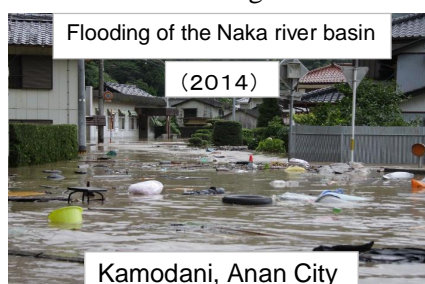 Flooding of the Naka river basin
（2014）
Kamodani, Anan City